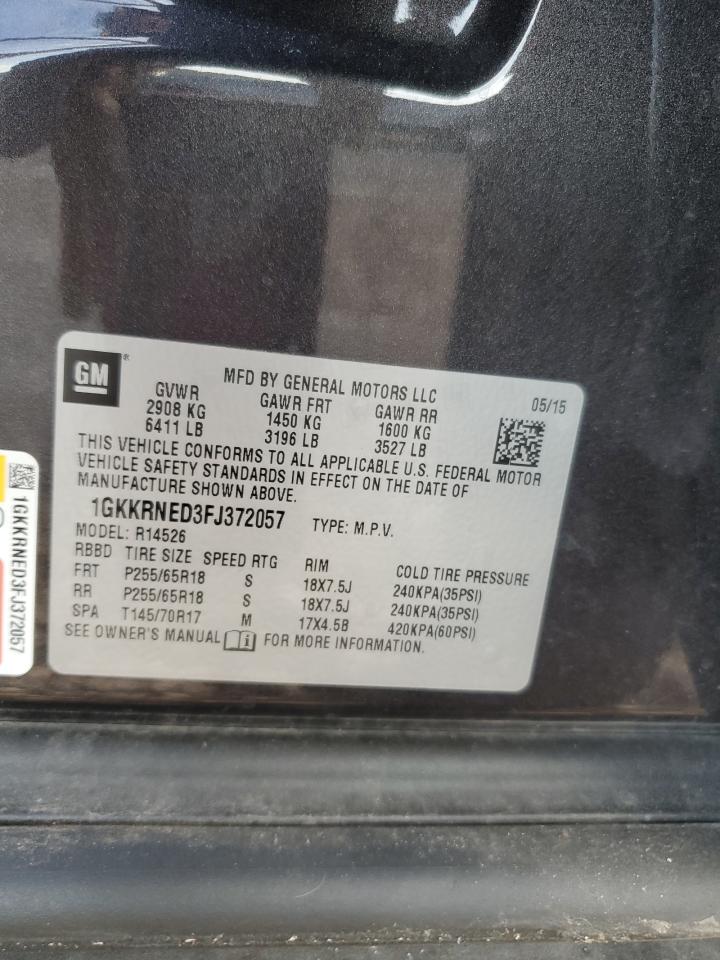 GM
MFD BY GENERAL MOTORS LLC
05/15
GVWR GAWR FRT GAWR RR
2908 KG 1450 KG 1600 KG
6411 LB 3196 LB 3527 LB
THIS VEHICLE CONFORMS TO ALL APPLICABLE U.S. FEDERAL MOTOR
VEHICLE SAFETY STANDARDS IN EFFECT ON THE DATE OF
MANUFACTURE SHOWN ABOVE.
1GKKRNED3FJ372057 TYPE: M.P.V.
MODEL: R14526
RBBD TIRE SIZE SPEED RTG RIM COLD TIRE PRESSURE
FRT P255/65R18 S 18X7.5J 240KPA(35PSI)
RR P255/65R18 S 18X7.5J 240KPA(35PSI)
SPA T145/70R17 M 17X4.5B 420KPA(60PSI)
SEE OWNER'S MANUAL FOR MORE INFORMATION.
1GKKRNED3FJ372057